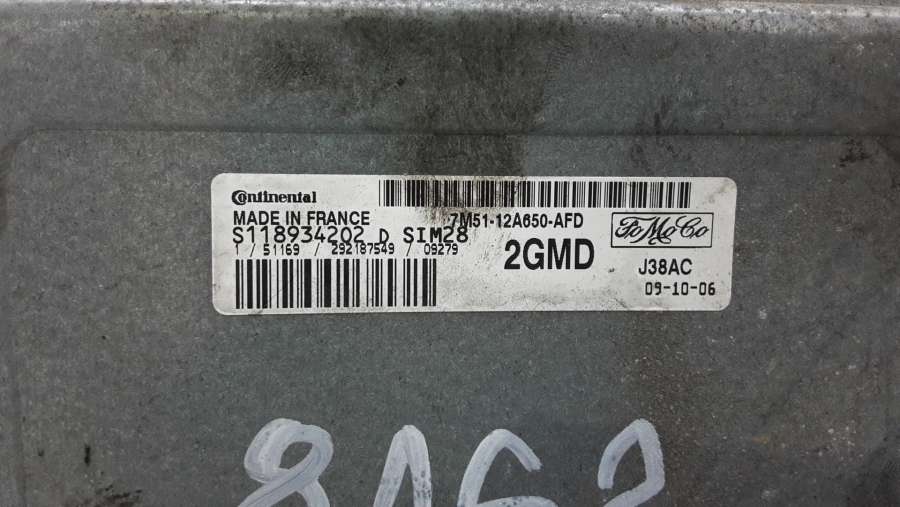 Continental
MADE IN FRANCE
S118934202 D SIM28
1 / 51169 / 292187549 / 09279
7M51-12A650-AFD
2GMD
FoMoCo
J38AC
09-10-06